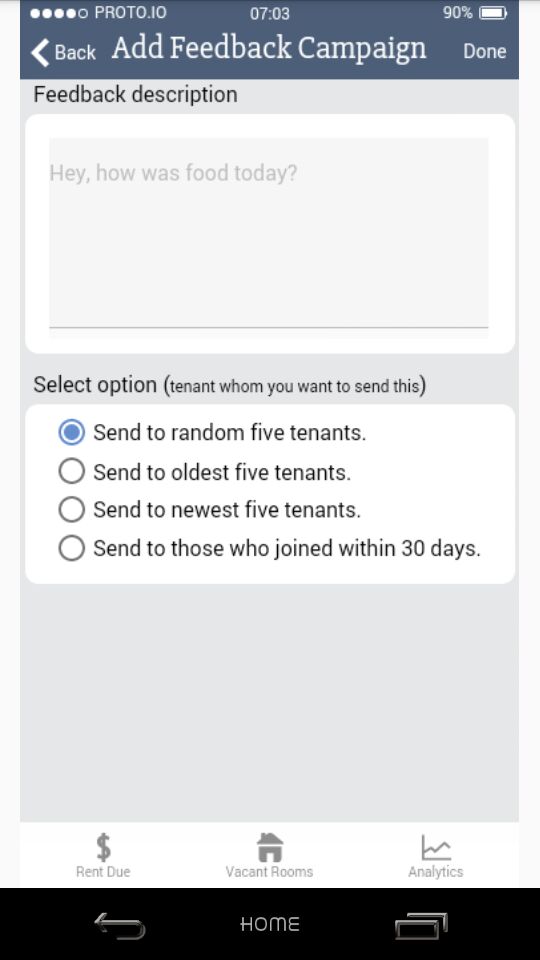 PROTO.IO 07:03 90%
Back Add Feedback Campaign Done
Feedback description
Hey, how was food today?
Select option (tenant whom you want to send this)
Send to random five tenants.
Send to oldest five tenants.
Send to newest five tenants.
Send to those who joined within 30 days.
Rent Due Vacant Rooms Analytics
HOME